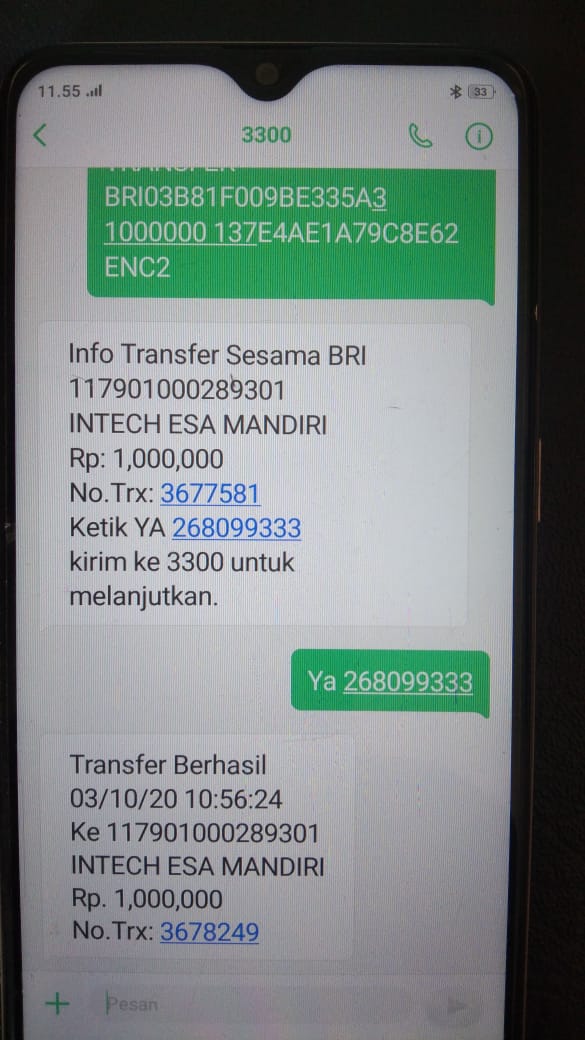 11.55
33
3300
TRANSFER
BRI03B81F009BE335A3
1000000 137E4AE1A79C8E62
ENC2
Info Transfer Sesama BRI
117901000289301
INTECH ESA MANDIRI
Rp: 1,000,000
No.Trx: 3677581
Ketik YA 268099333
kirim ke 3300 untuk
melanjutkan.
Ya 268099333
Transfer Berhasil
03/10/20 10:56:24
Ke 117901000289301
INTECH ESA MANDIRI
Rp. 1,000,000
No.Trx: 3678249
Pesan